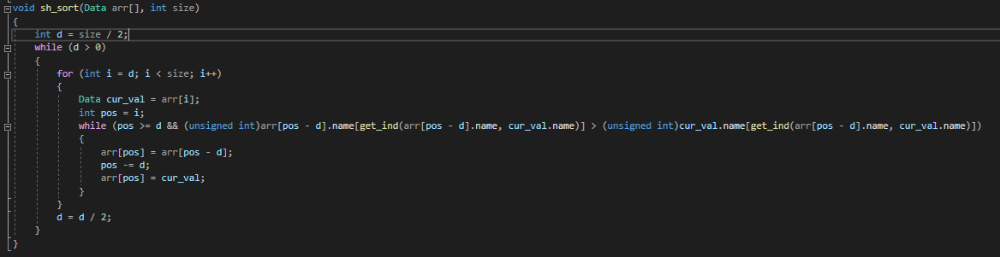 void sh_sort(Data arr[], int size)
{
    int d = size / 2;
    while (d > 0)
    {
        for (int i = d; i < size; i++)
        {
            Data cur_val = arr[i];
            int pos = i;
            while (pos >= d && (unsigned int)arr[pos - d].name[get_ind(arr[pos - d].name, cur_val.name)] > (unsigned int)cur_val.name[get_ind(arr[pos - d].name, cur_val.name)])
            {
                arr[pos] = arr[pos - d];
                pos -= d;
                arr[pos] = cur_val;
            }
        }
        d = d / 2;
    }
}